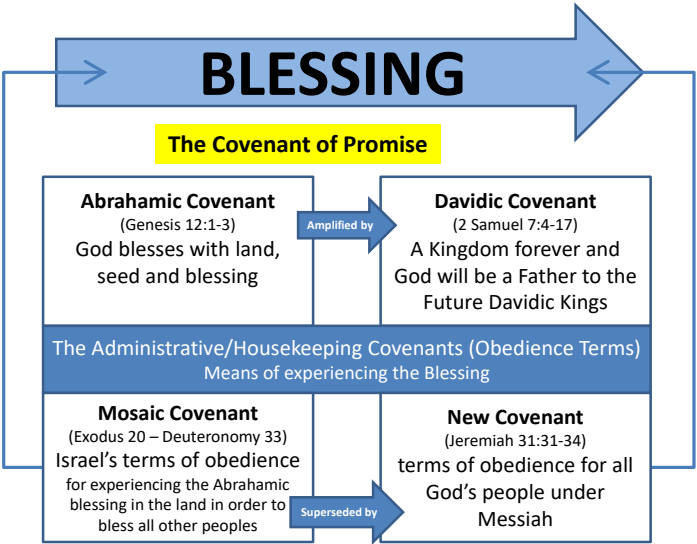 BLESSING
The Covenant of Promise
Abrahamic Covenant
(Genesis 12:1-3)
God blesses with land,
seed and blessing
Amplified by
Davidic Covenant
(2 Samuel 7:4-17)
A Kingdom forever and
God will be a Father to the
Future Davidic Kings
The Administrative/Housekeeping Covenants (Obedience Terms)
Means of experiencing the Blessing
Mosaic Covenant
(Exodus 20 – Deuteronomy 33)
Israel's terms of obedience
for experiencing the Abrahamic
blessing in the land in order to
bless all other peoples
Superseded by
New Covenant
(Jeremiah 31:31-34)
terms of obedience for all
God's people under
Messiah